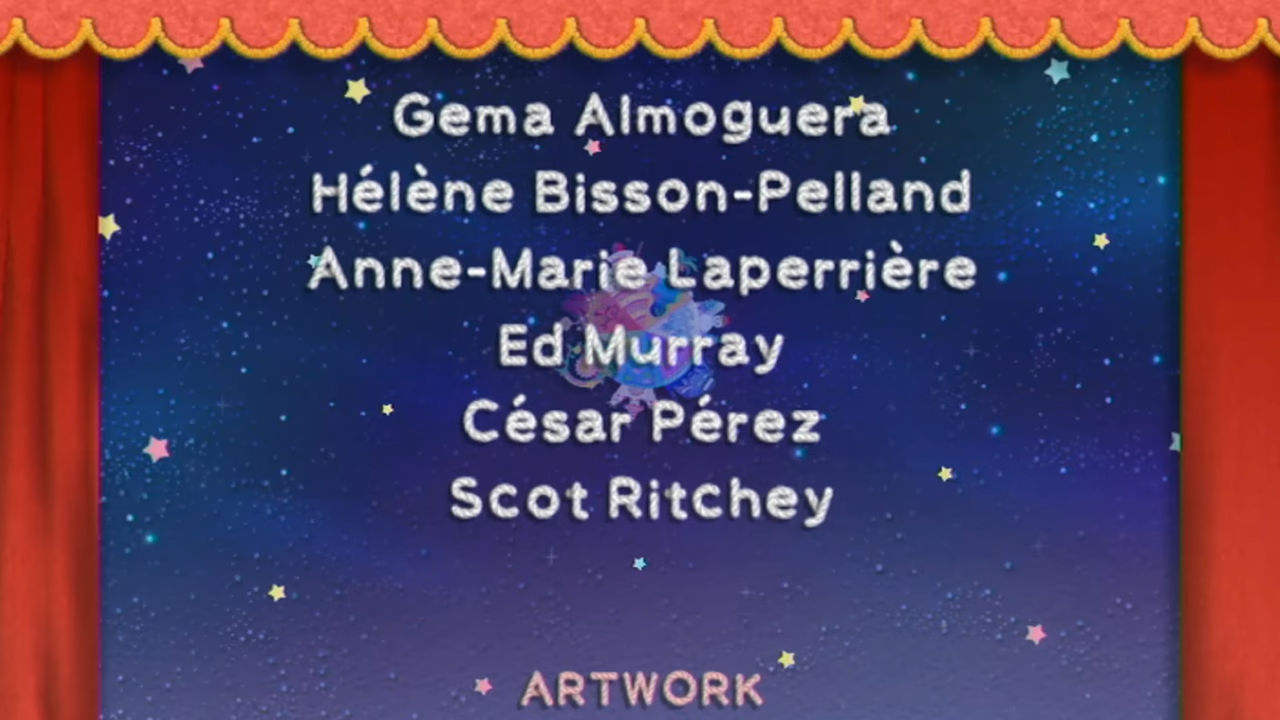 Gema Almoguera
Hélène Bisson-Pelland
Anne-Marie Laperrière
Ed Murray
César Pérez
Scot Ritchey
ARTWORK